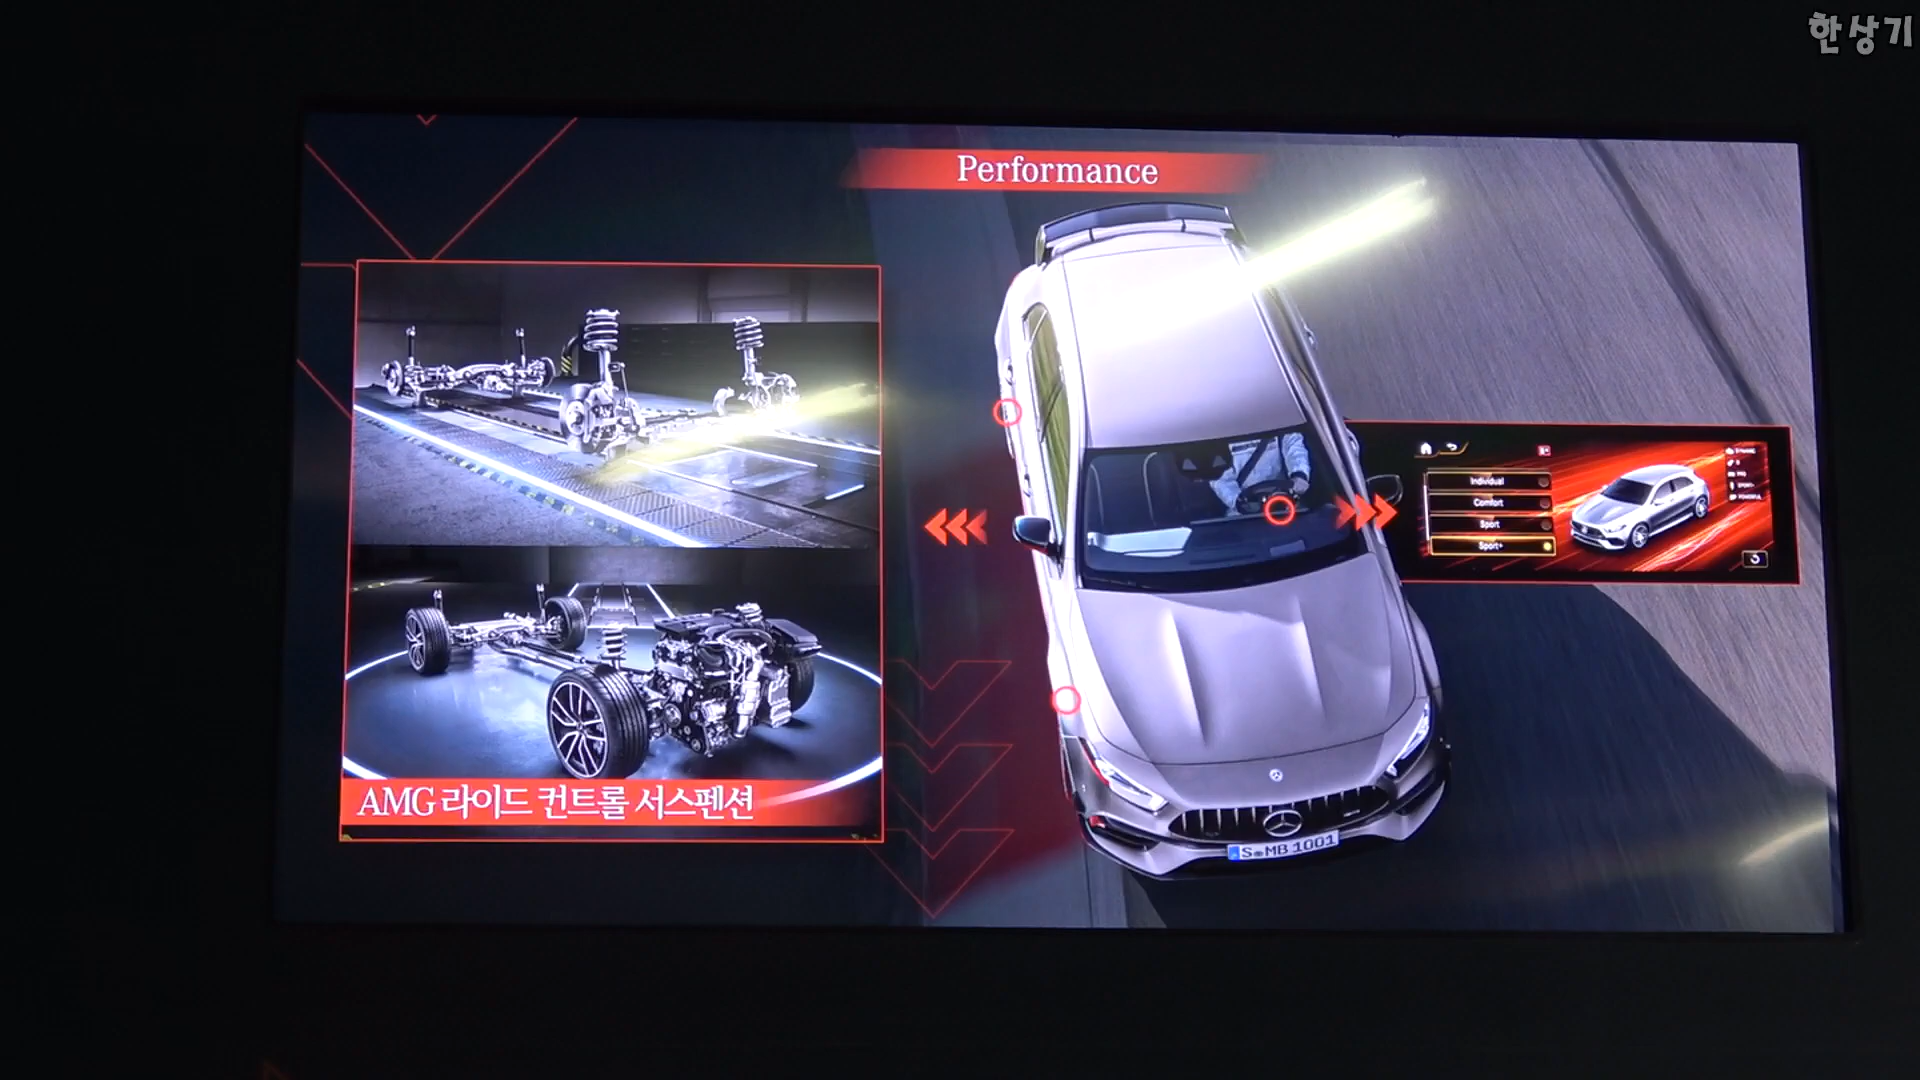 한상기
Performance
Individual
Comfort
Sport
Sport+
AMG 라이드 컨트롤 서스펜션
S MB 1001